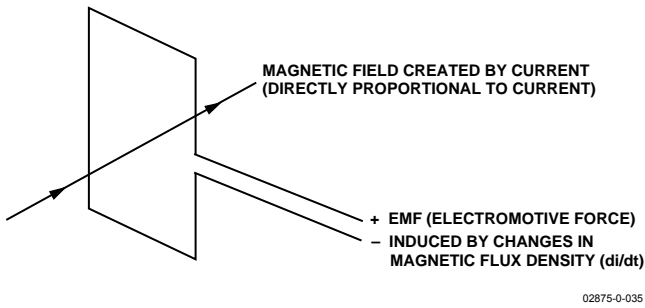 MAGNETIC FIELD CREATED BY CURRENT
(DIRECTLY PROPORTIONAL TO CURRENT)
+ EMF (ELECTROMOTIVE FORCE)
– INDUCED BY CHANGES IN
MAGNETIC FLUX DENSITY (di/dt)
02875-0-035